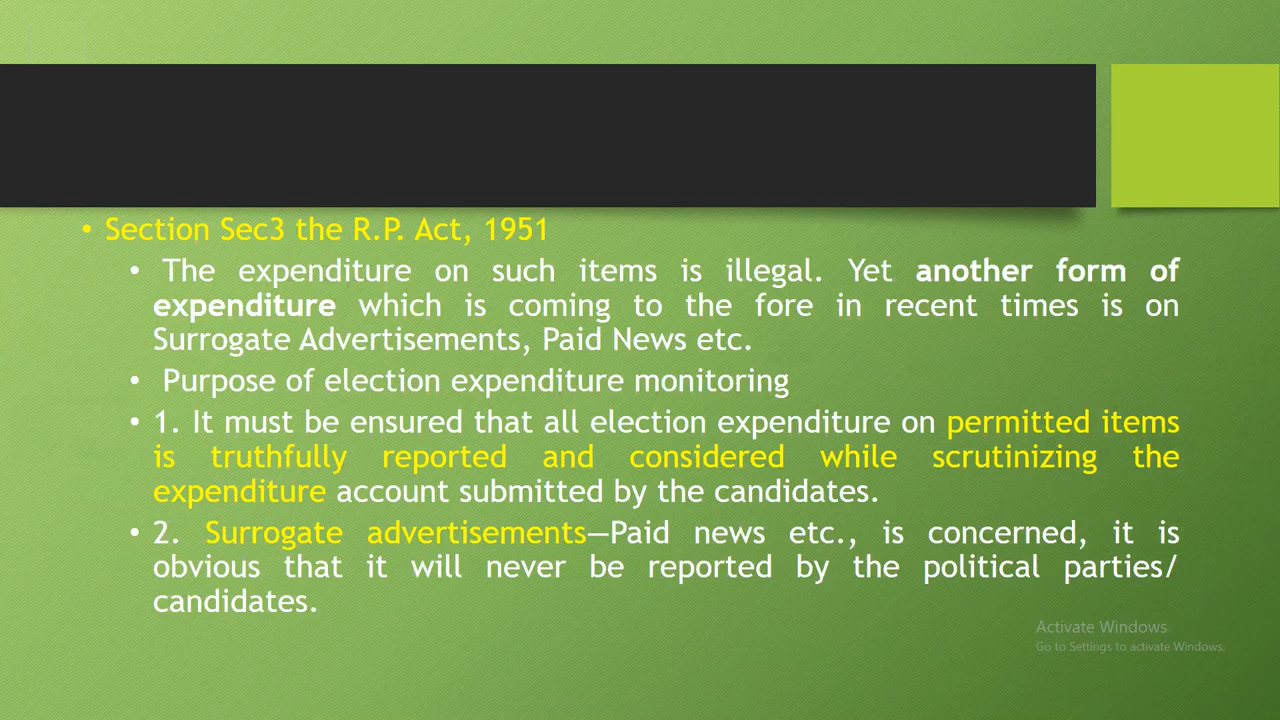 • Section Sec3 the R.P. Act, 1951
• The expenditure on such items is illegal. Yet another form of
expenditure which is coming to the fore in recent times is on
Surrogate Advertisements, Paid News etc.
• Purpose of election expenditure monitoring
• 1. It must be ensured that all election expenditure on permitted items
is truthfully reported and considered while scrutinizing the
expenditure account submitted by the candidates.
• 2. Surrogate advertisements—Paid news etc., is concerned, it is
obvious that it will never be reported by the political parties/
candidates.
Activate Windows
Go to Settings to activate Windows.